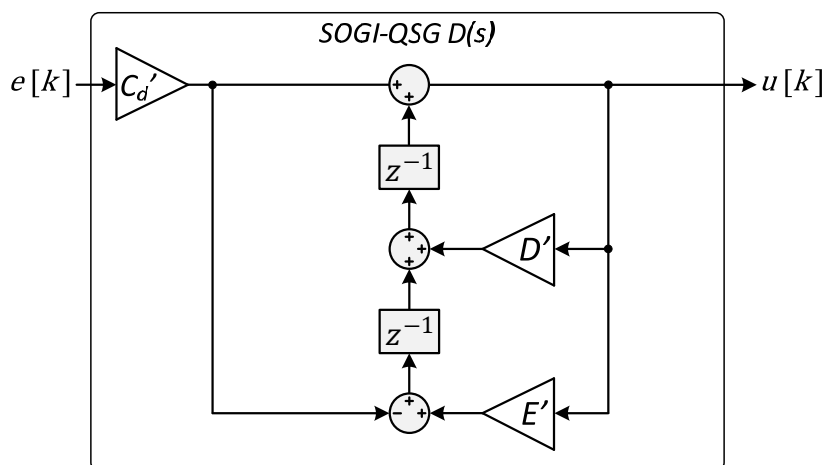 SOGI-QSG D(s)
e[k]
C_d'
+
+
u[k]
z^{-1}
+
+
+
D'
z^{-1}
-
+
+
E'